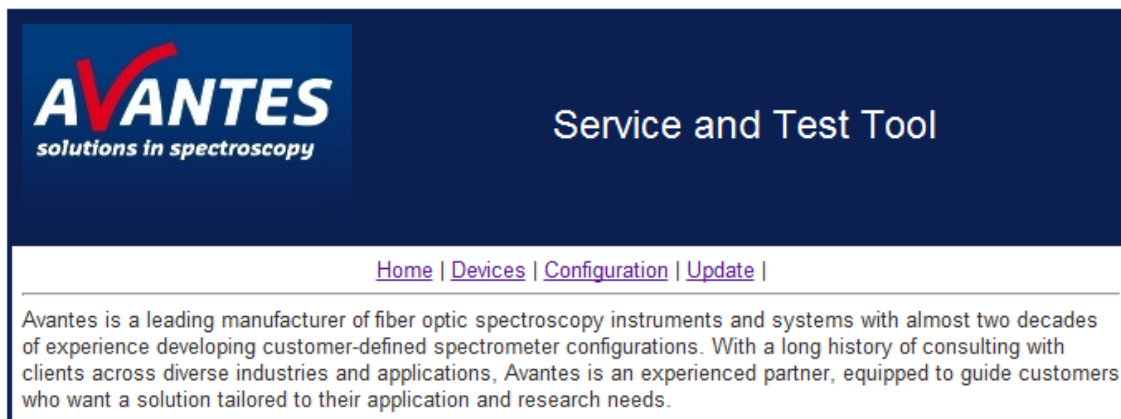 AVANTES
solutions in spectroscopy
Service and Test Tool
Home | Devices | Configuration | Update |
Avantes is a leading manufacturer of fiber optic spectroscopy instruments and systems with almost two decades
of experience developing customer-defined spectrometer configurations. With a long history of consulting with
clients across diverse industries and applications, Avantes is an experienced partner, equipped to guide customers
who want a solution tailored to their application and research needs.